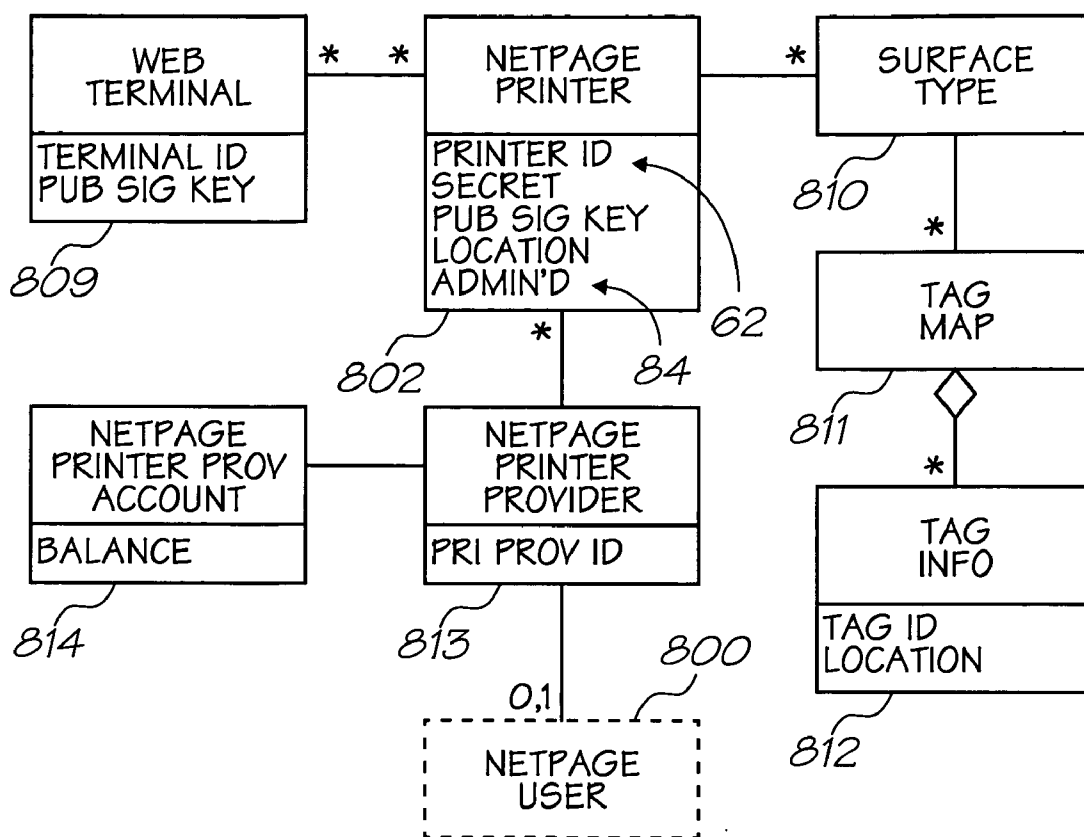 WEB
TERMINAL
TERMINAL ID
PUB SIG KEY
809
*
*
NETPAGE
PRINTER
PRINTER ID
SECRET
PUB SIG KEY
LOCATION
ADMIN'D
62
84
802
*
*
SURFACE
TYPE
810
*
TAG
MAP
811
*
TAG
INFO
TAG ID
LOCATION
812
NETPAGE
PRINTER PROV
ACCOUNT
BALANCE
814
NETPAGE
PRINTER
PROVIDER
PRI PROV ID
813
800
0,1
NETPAGE
USER